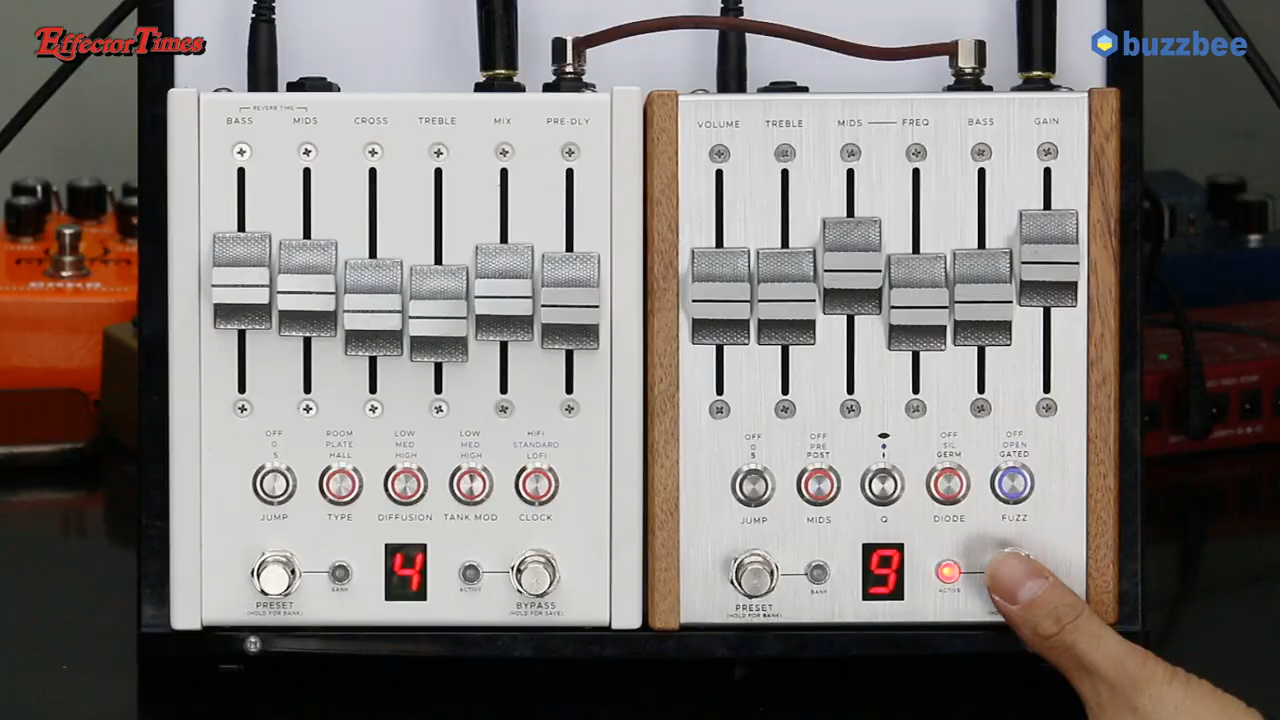 EffectorTimes
buzzbee
REVERB TIME
BASS MIDS CROSS TREBLE MIX PRE-DLY
VOLUME TREBLE MIDS FREQ BASS GAIN
OFF
0
5
ROOM
PLATE
HALL
LOW
MED
HIGH
LOW
MED
HIGH
HIFI
STANDARD
LOFI
JUMP TYPE DIFFUSION TANK MOD CLOCK
OFF
0
5
OFF
PRE
POST
OFF
SIL
GERM
OFF
OPEN
GATED
JUMP MIDS Q DIODE FUZZ
4
BANK
ACTIVE
PRESET
(HOLD FOR BANK)
BYPASS
(HOLD FOR SAVE)
9
BANK
ACTIVE
PRESET
(HOLD FOR BANK)